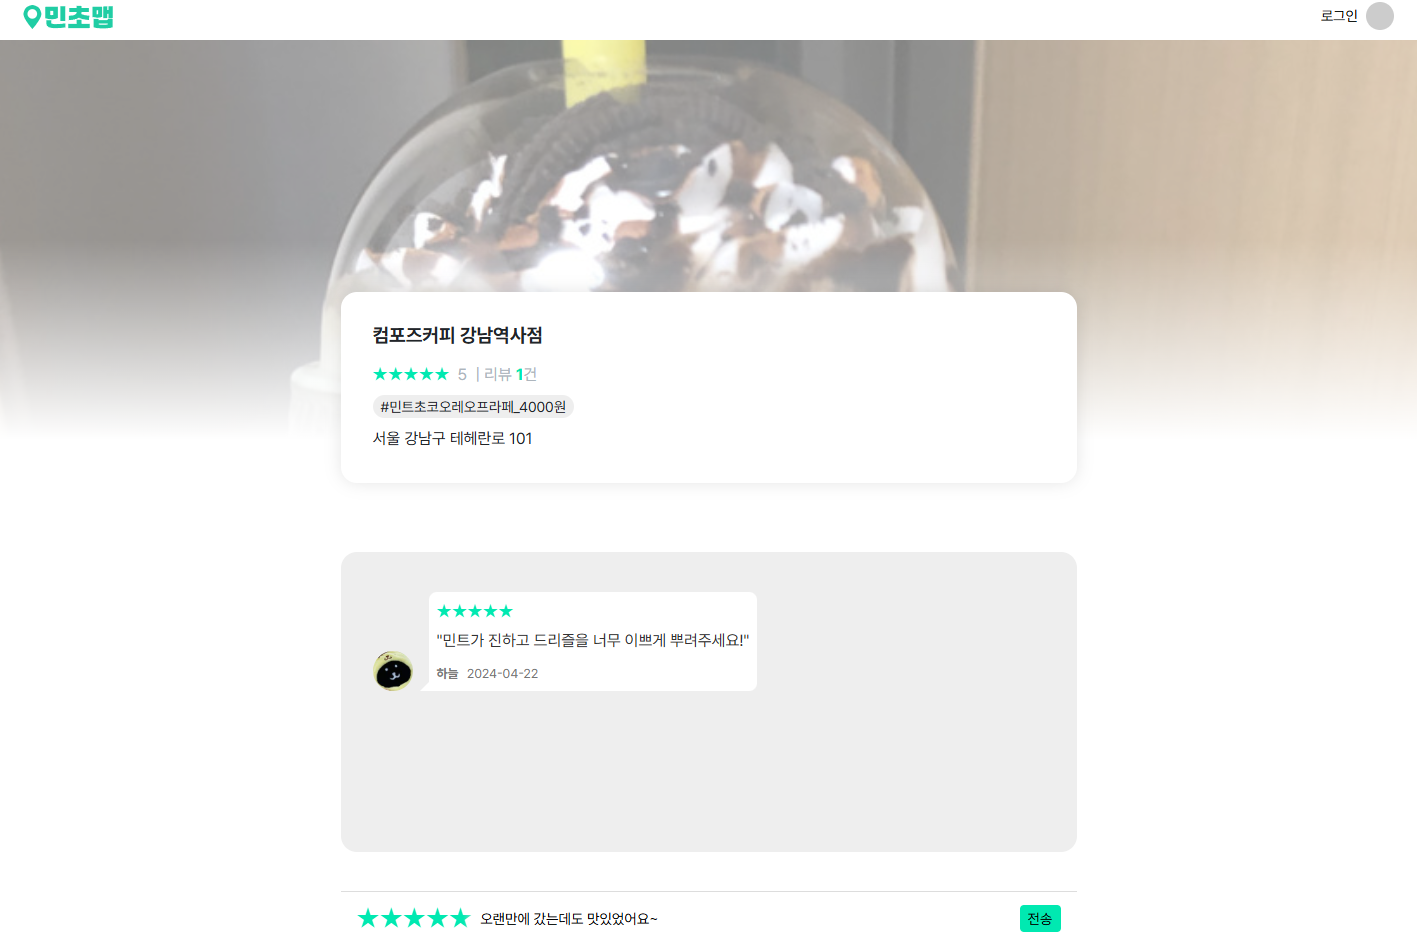 민초맵
로그인
컴포즈커피 강남역사점
★★★★★ 5 | 리뷰 1건
#민트초코오레오프라페_4000원
서울 강남구 테헤란로 101
★★★★★
"민트가 진하고 드리즐을 너무 이쁘게 뿌려주세요!"
하늘 2024-04-22
★★★★★ 오랜만에 갔는데도 맛있었어요~
전송